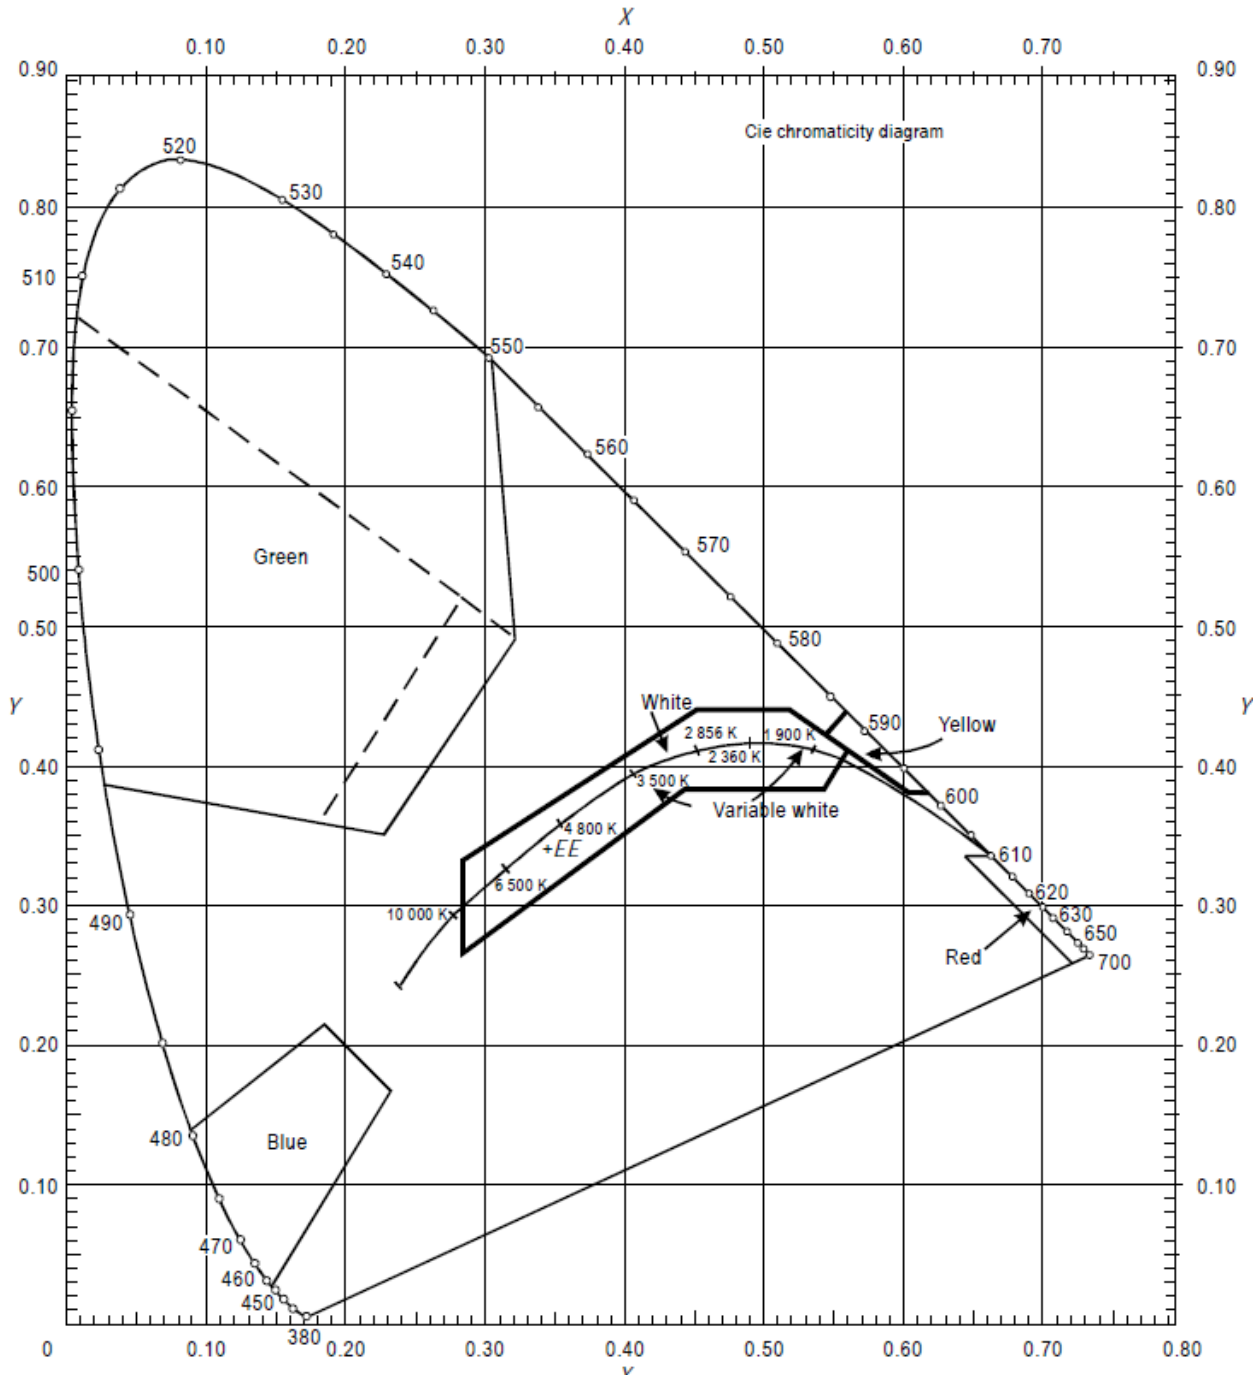 X
0.10 0.20 0.30 0.40 0.50 0.60 0.70
0.90 0.90
Cie chromaticity diagram
520
530
0.80 0.80
540
510
0.70 550 0.70
560
0.60 0.60
570
Green
500
0.50 580 0.50
White
Y Y
590 Yellow
2 856 K 1 900 K
2 360 K
0.40 0.40
3 500 K
600
Variable white
4 800 K
+EE
610
6 500 K
620
0.30 10 000 K 0.30
630
490
650
Red
700
0.20 0.20
480 Blue
0.10 0.10
470
460
450
380
0 0.10 0.20 0.30 0.40 0.50 0.60 0.70 0.80